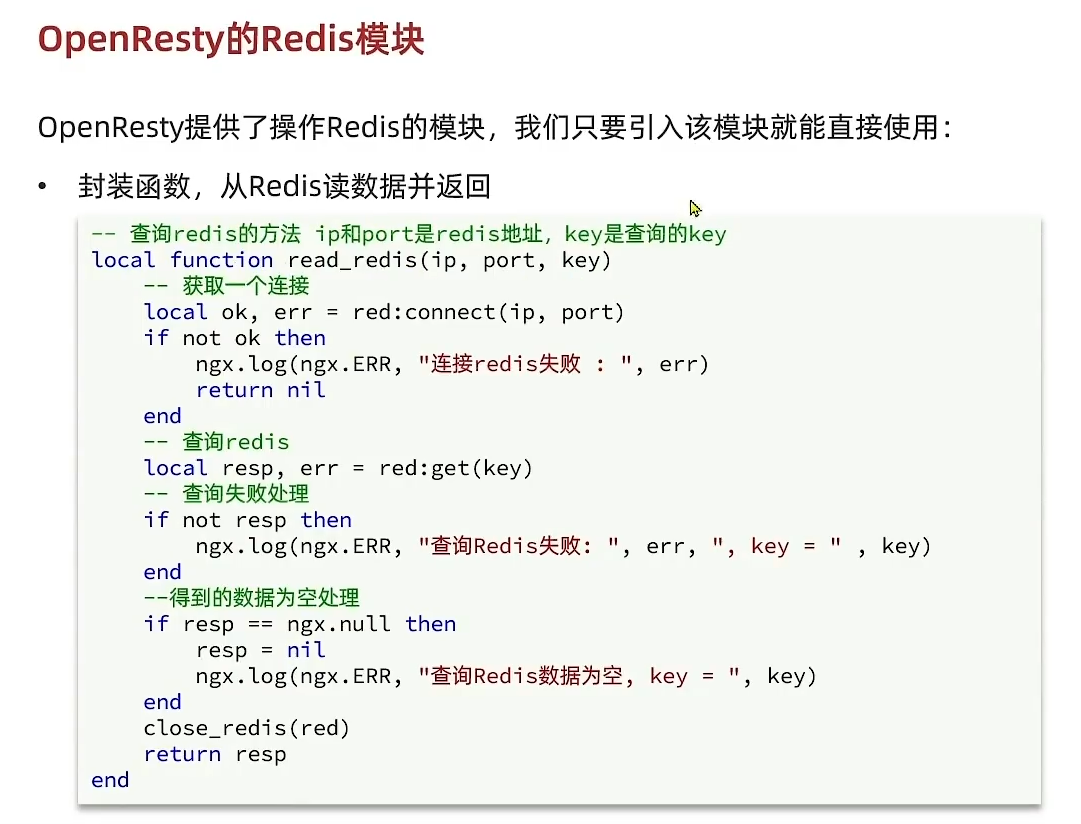 OpenResty的Redis模块
OpenResty提供了操作Redis的模块，我们只要引入该模块就能直接使用：
• 封装函数，从Redis读数据并返回
-- 查询redis的方法 ip和port是redis地址，key是查询的key
local function read_redis(ip, port, key)
    -- 获取一个连接
    local ok, err = red:connect(ip, port)
    if not ok then
        ngx.log(ngx.ERR, "连接redis失败 : ", err)
        return nil
    end
    -- 查询redis
    local resp, err = red:get(key)
    -- 查询失败处理
    if not resp then
        ngx.log(ngx.ERR, "查询Redis失败: ", err, ", key = " , key)
    end
    --得到的数据为空处理
    if resp == ngx.null then
        resp = nil
        ngx.log(ngx.ERR, "查询Redis数据为空, key = ", key)
    end
    close_redis(red)
    return resp
end